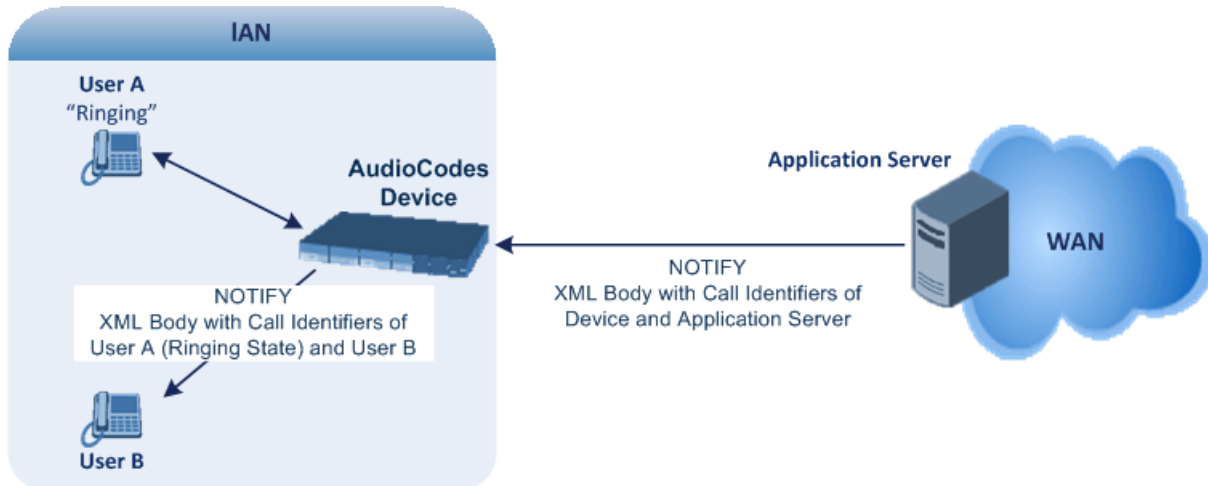 lAN
User A
“Ringing”
AudioCodes
Device
NOTIFY
XML Body with Call Identifiers of
User A (Ringing State) and User B
User B
Application Server
NOTIFY
XML Body with Call Identifiers of
Device and Application Server
WAN